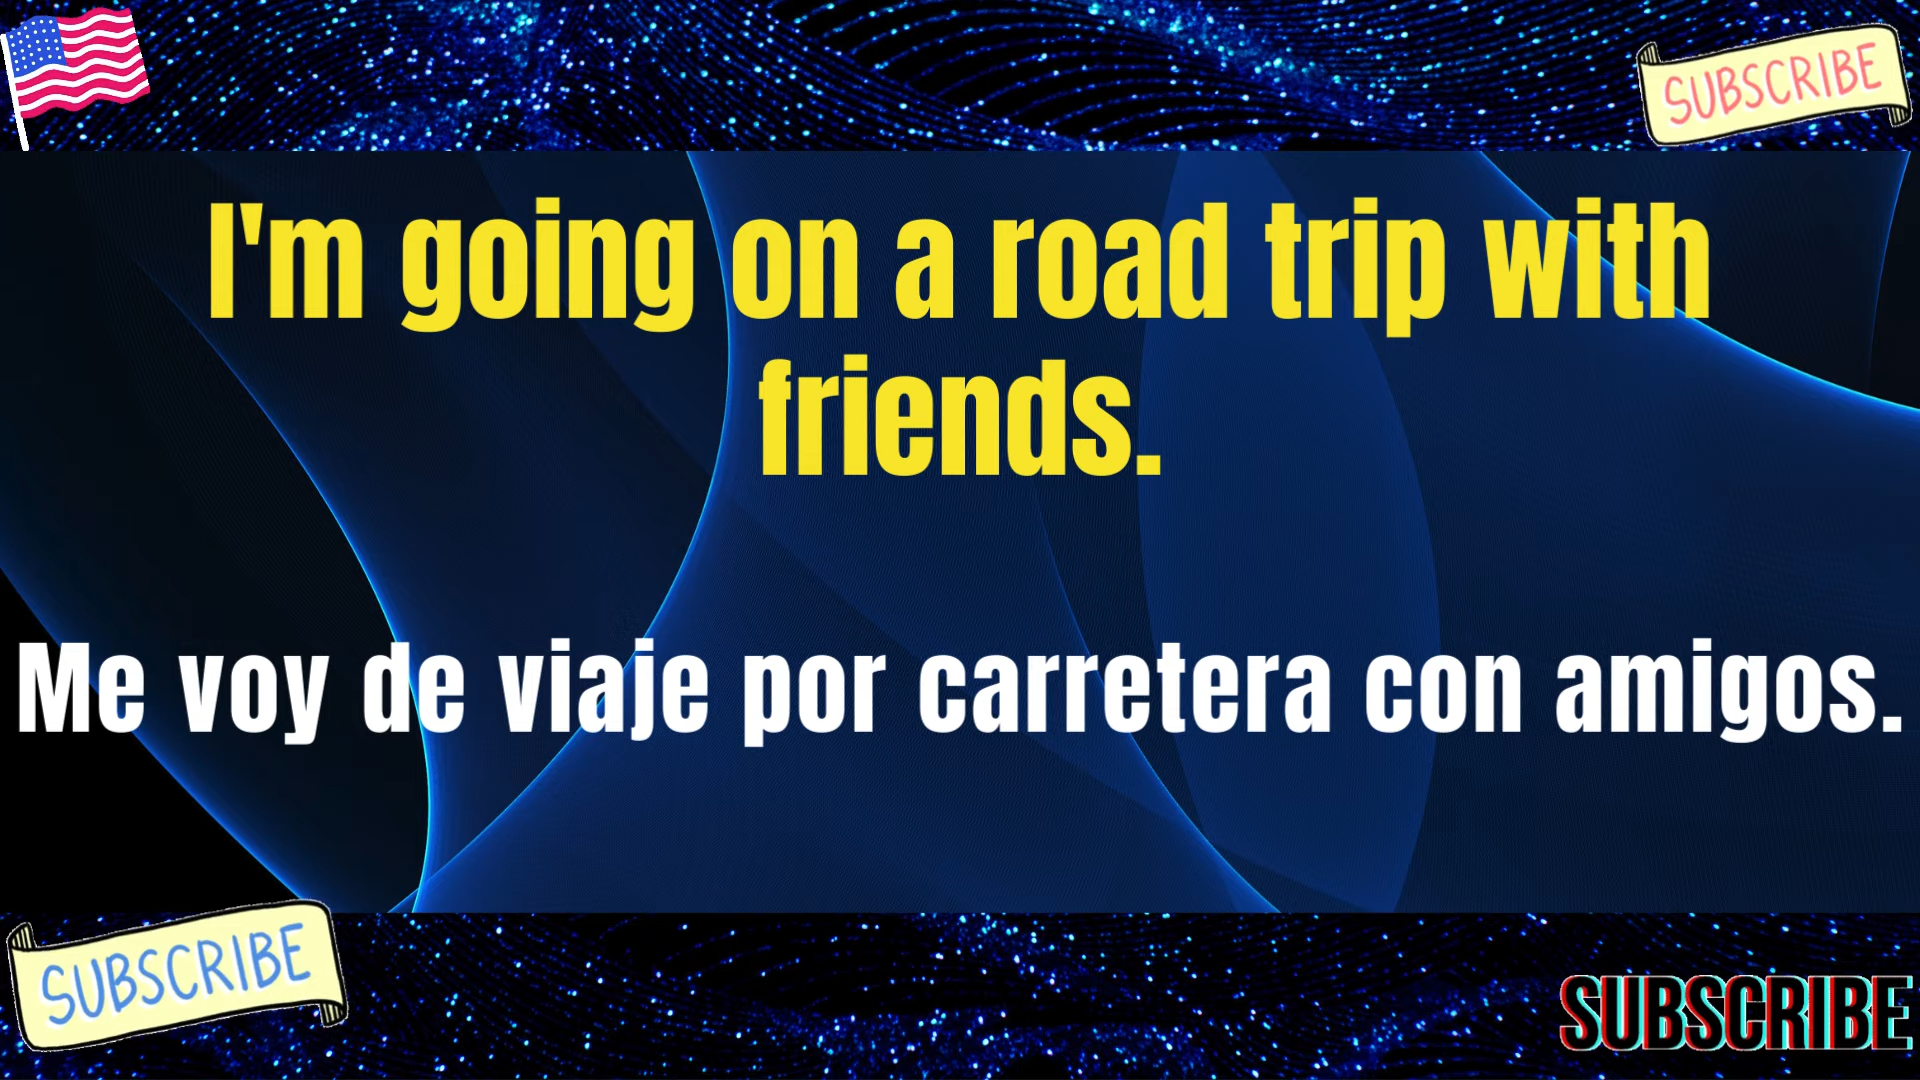 SUBSCRIBE
I'm going on a road trip with
friends.
Me voy de viaje por carretera con amigos.
SUBSCRIBE
SUBSCRIBE